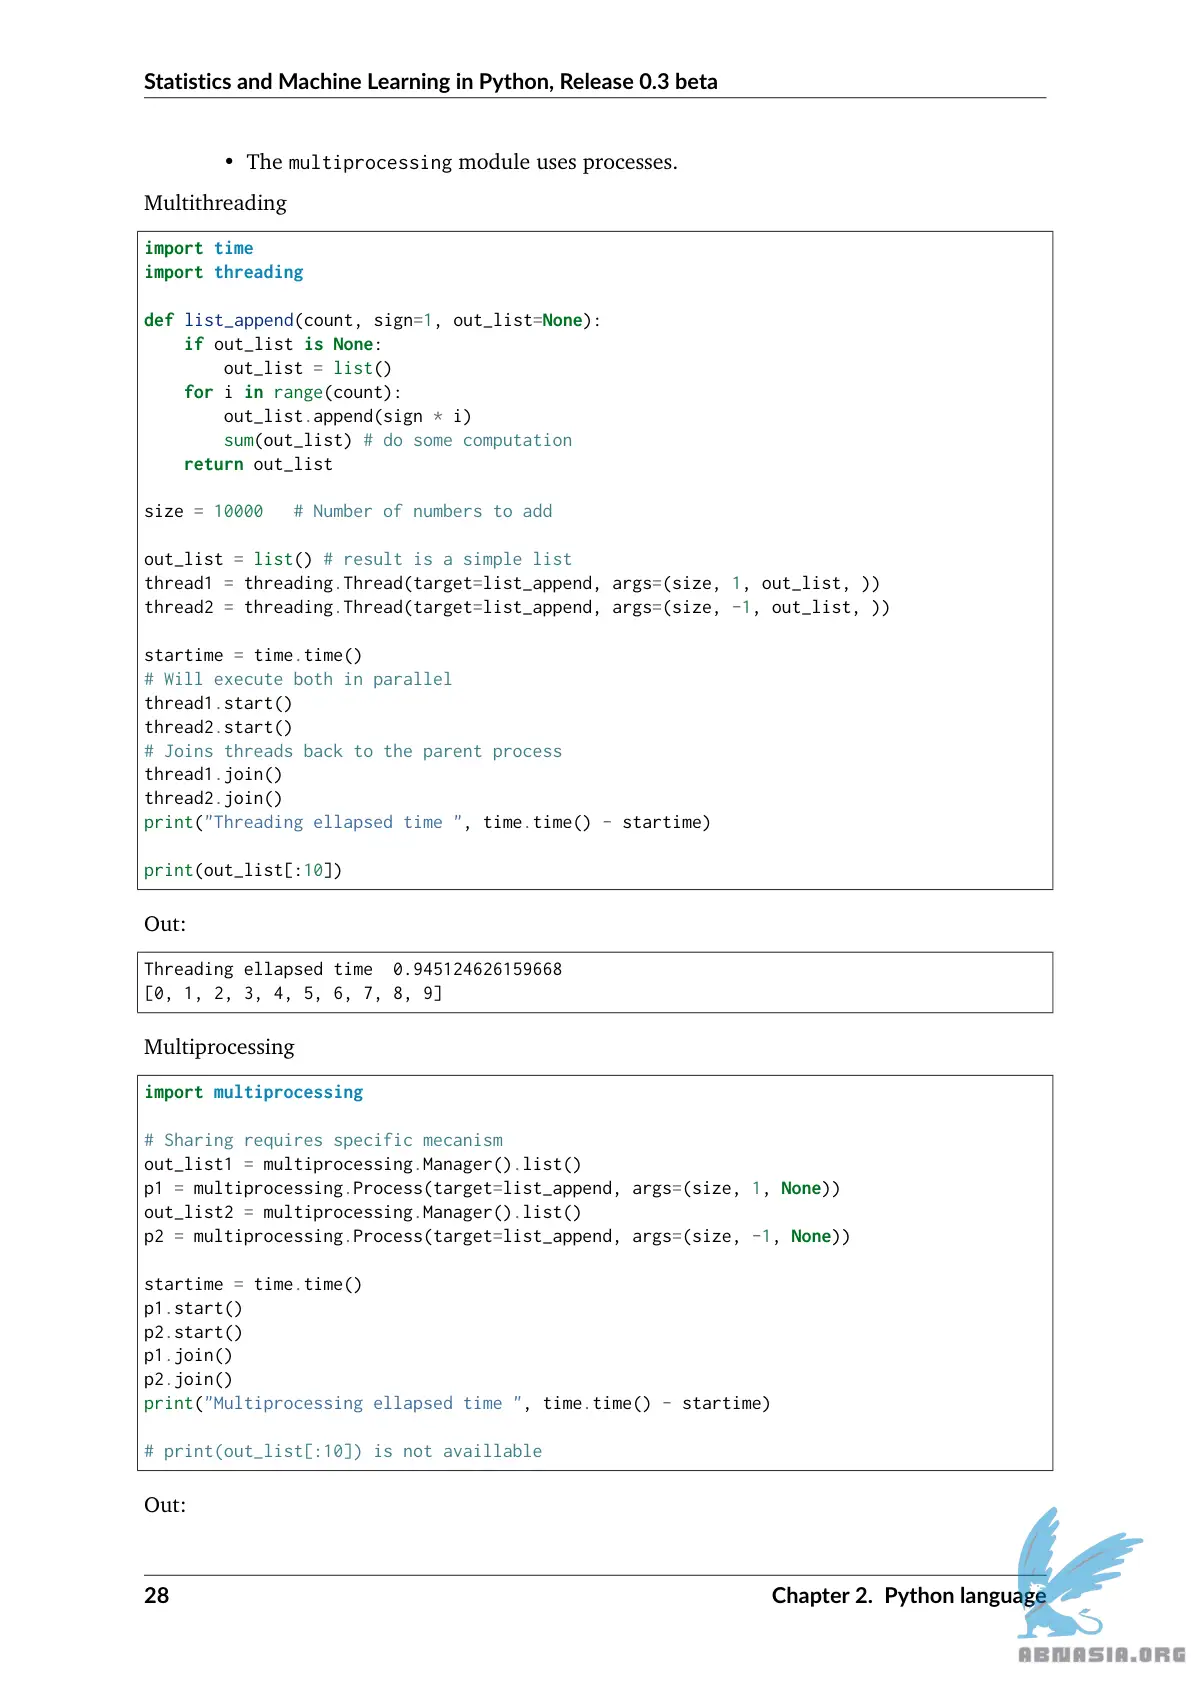 Statistics and Machine Learning in Python, Release 0.3 beta
• The multiprocessing module uses processes.
Multithreading
import time
import threading
def list_append(count, sign=1, out_list=None):
    if out_list is None:
        out_list = list()
    for i in range(count):
        out_list.append(sign * i)
        sum(out_list) # do some computation
    return out_list
size = 10000   # Number of numbers to add
out_list = list() # result is a simple list
thread1 = threading.Thread(target=list_append, args=(size, 1, out_list, ))
thread2 = threading.Thread(target=list_append, args=(size, -1, out_list, ))
startime = time.time()
# Will execute both in parallel
thread1.start()
thread2.start()
# Joins threads back to the parent process
thread1.join()
thread2.join()
print("Threading ellapsed time ", time.time() - startime)
print(out_list[:10])
Out:
Threading ellapsed time  0.945124626159668
[0, 1, 2, 3, 4, 5, 6, 7, 8, 9]
Multiprocessing
import multiprocessing
# Sharing requires specific mecanism
out_list1 = multiprocessing.Manager().list()
p1 = multiprocessing.Process(target=list_append, args=(size, 1, None))
out_list2 = multiprocessing.Manager().list()
p2 = multiprocessing.Process(target=list_append, args=(size, -1, None))
startime = time.time()
p1.start()
p2.start()
p1.join()
p2.join()
print("Multiprocessing ellapsed time ", time.time() - startime)
# print(out_list[:10]) is not availlable
Out:
28 Chapter 2. Python language
ABNASIA.ORG